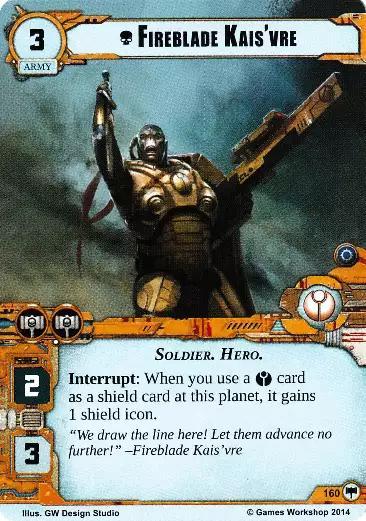 3
ARMY
FIREBLADE KAIS'VRE
SOLDIER. HERO.
2
Interrupt: When you use a card
as a shield card at this planet, it gains
1 shield icon.
3
“We draw the line here! Let them advance no
further!” –Fireblade Kais'vre
160
Illus. GW Design Studio
© Games Workshop 2014